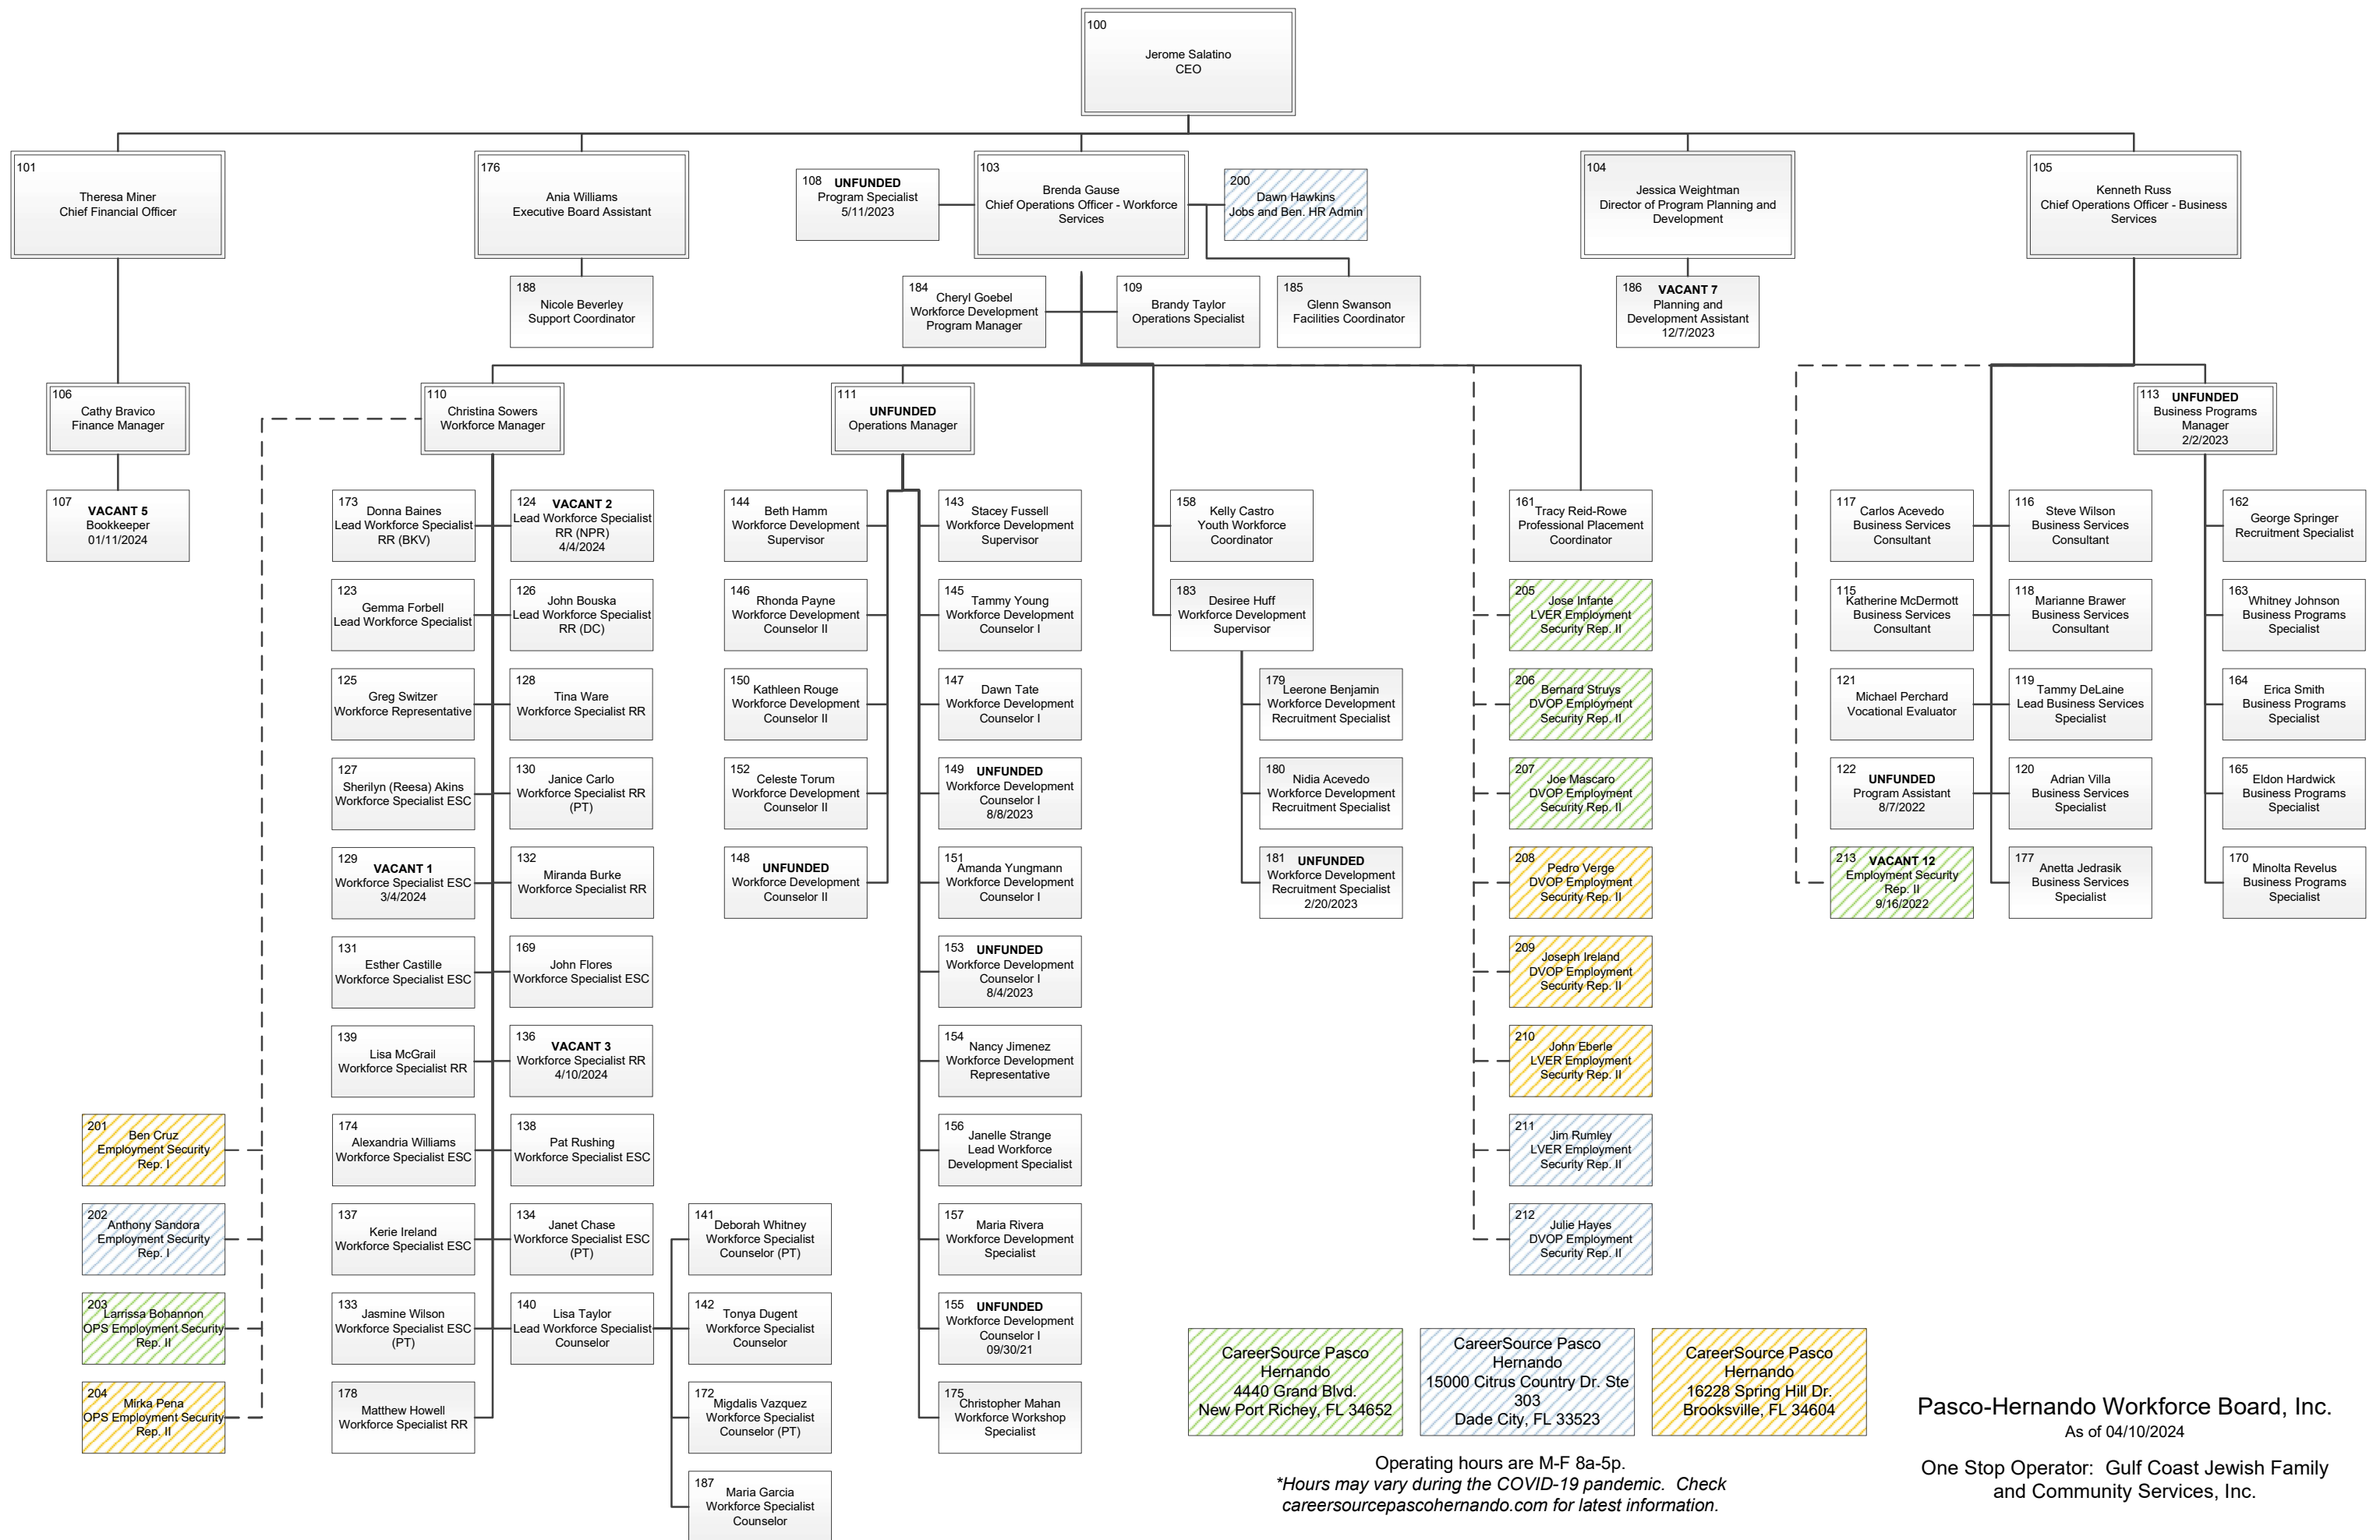 100
Jerome Salatino
CEO
101
Theresa Miner
Chief Financial Officer
176
Ania Williams
Executive Board Assistant
108 UNFUNDED
Program Specialist
5/11/2023
103
Brenda Gause
Chief Operations Officer - Workforce
Services
200
Dawn Hawkins
Jobs and Ben. HR Admin
104
Jessica Weightman
Director of Program Planning and
Development
105
Kenneth Russ
Chief Operations Officer - Business
Services
188
Nicole Beverley
Support Coordinator
184
Cheryl Goebel
Workforce Development
Program Manager
109
Brandy Taylor
Operations Specialist
185
Glenn Swanson
Facilities Coordinator
186 VACANT 7
Planning and
Development Assistant
12/7/2023
106
Cathy Bravico
Finance Manager
110
Christina Sowers
Workforce Manager
111
UNFUNDED
Operations Manager
113 UNFUNDED
Business Programs
Manager
2/2/2023
107
VACANT 5
Bookkeeper
01/11/2024
173
Donna Baines
Lead Workforce Specialist
RR (BKV)
124 VACANT 2
Lead Workforce Specialist
RR (NPR)
4/4/2024
144
Beth Hamm
Workforce Development
Supervisor
143
Stacey Fussell
Workforce Development
Supervisor
158
Kelly Castro
Youth Workforce
Coordinator
161
Tracy Reid-Rowe
Professional Placement
Coordinator
117
Carlos Acevedo
Business Services
Consultant
116
Steve Wilson
Business Services
Consultant
162
George Springer
Recruitment Specialist
123
Gemma Forbell
Lead Workforce Specialist
126
John Bouska
Lead Workforce Specialist
RR (DC)
146
Rhonda Payne
Workforce Development
Counselor II
145
Tammy Young
Workforce Development
Counselor I
183
Desiree Huff
Workforce Development
Supervisor
205
Jose Infante
LVER Employment
Security Rep. II
115
Katherine McDermott
Business Services
Consultant
118
Marianne Brawer
Business Services
Consultant
163
Whitney Johnson
Business Programs
Specialist
125
Greg Switzer
Workforce Representative
128
Tina Ware
Workforce Specialist RR
150
Kathleen Rouge
Workforce Development
Counselor II
147
Dawn Tate
Workforce Development
Counselor I
179
Leerone Benjamin
Workforce Development
Recruitment Specialist
206
Bernard Struys
DVOP Employment
Security Rep. II
121
Michael Perchard
Vocational Evaluator
119
Tammy DeLaine
Lead Business Services
Specialist
164
Erica Smith
Business Programs
Specialist
127
Sherilyn (Reesa) Akins
Workforce Specialist ESC
130
Janice Carlo
Workforce Specialist RR
(PT)
152
Celeste Torum
Workforce Development
Counselor II
149 UNFUNDED
Workforce Development
Counselor I
8/8/2023
180
Nidia Acevedo
Workforce Development
Recruitment Specialist
207
Joe Mascaro
DVOP Employment
Security Rep. II
122
UNFUNDED
Program Assistant
8/7/2022
120
Adrian Villa
Business Services
Specialist
165
Eldon Hardwick
Business Programs
Specialist
129
VACANT 1
Workforce Specialist ESC
3/4/2024
132
Miranda Burke
Workforce Specialist RR
148
UNFUNDED
Workforce Development
Counselor II
151
Amanda Yungmann
Workforce Development
Counselor I
181 UNFUNDED
Workforce Development
Recruitment Specialist
2/20/2023
208
Pedro Verge
DVOP Employment
Security Rep. II
213 VACANT 12
Employment Security
Rep. II
9/16/2022
177
Anetta Jedrasik
Business Services
Specialist
170
Minolta Revelus
Business Programs
Specialist
131
Esther Castille
Workforce Specialist ESC
169
John Flores
Workforce Specialist ESC
153 UNFUNDED
Workforce Development
Counselor I
8/4/2023
209
Joseph Ireland
DVOP Employment
Security Rep. II
139
Lisa McGrail
Workforce Specialist RR
136
VACANT 3
Workforce Specialist RR
4/10/2024
154
Nancy Jimenez
Workforce Development
Representative
210
John Eberle
LVER Employment
Security Rep. II
201
Ben Cruz
Employment Security
Rep. I
174
Alexandria Williams
Workforce Specialist ESC
138
Pat Rushing
Workforce Specialist ESC
156
Janelle Strange
Lead Workforce
Development Specialist
211
Jim Rumley
LVER Employment
Security Rep. II
202
Anthony Sandora
Employment Security
Rep. I
137
Kerie Ireland
Workforce Specialist ESC
134
Janet Chase
Workforce Specialist ESC
(PT)
141
Deborah Whitney
Workforce Specialist
Counselor (PT)
157
Maria Rivera
Workforce Development
Specialist
212
Julie Hayes
DVOP Employment
Security Rep. II
203
Larrissa Bohannon
OPS Employment Security
Rep. II
133
Jasmine Wilson
Workforce Specialist ESC
(PT)
140
Lisa Taylor
Lead Workforce Specialist
Counselor
142
Tonya Dugent
Workforce Specialist
Counselor
155 UNFUNDED
Workforce Development
Counselor I
09/30/21
204
Mirka Pena
OPS Employment Security
Rep. II
178
Matthew Howell
Workforce Specialist RR
172
Migdalis Vazquez
Workforce Specialist
Counselor (PT)
175
Christopher Mahan
Workforce Workshop
Specialist
187
Maria Garcia
Workforce Specialist
Counselor
CareerSource Pasco
Hernando
4440 Grand Blvd.
New Port Richey, FL 34652
CareerSource Pasco
Hernando
15000 Citrus Country Dr. Ste
303
Dade City, FL 33523
CareerSource Pasco
Hernando
16228 Spring Hill Dr.
Brooksville, FL 34604
Operating hours are M-F 8a-5p.
*Hours may vary during the COVID-19 pandemic. Check
careersourcepascohernando.com for latest information.
Pasco-Hernando Workforce Board, Inc.
As of 04/10/2024
One Stop Operator: Gulf Coast Jewish Family
and Community Services, Inc.